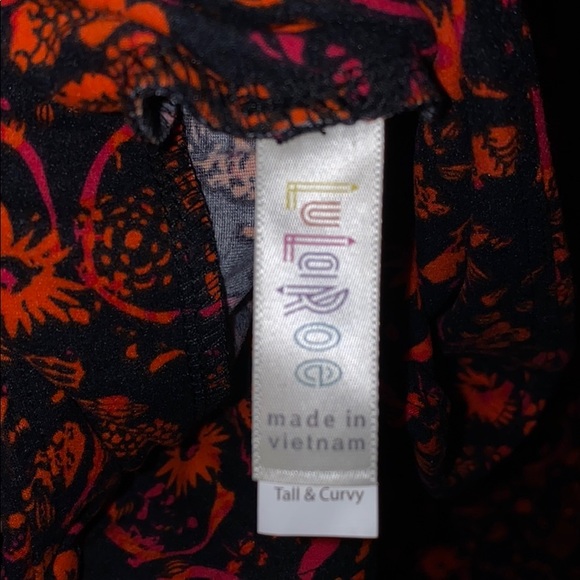 LuLaRoe
made in
vietnam
Tall & Curvy